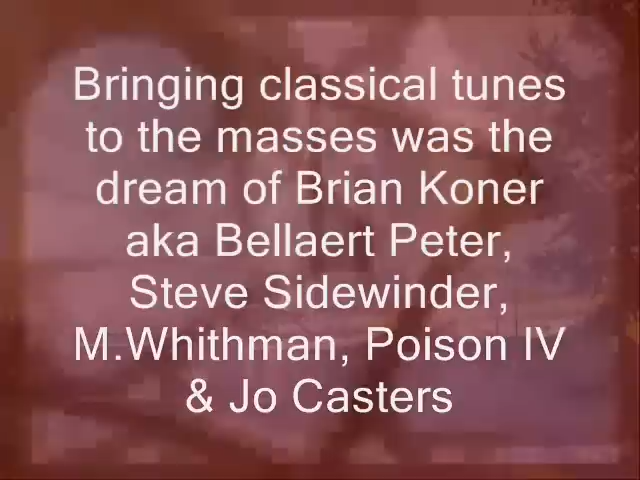 Bringing classical tunes
to the masses was the
dream of Brian Koner
aka Bellaert Peter,
Steve Sidewinder,
M.Whithman, Poison IV
& Jo Casters